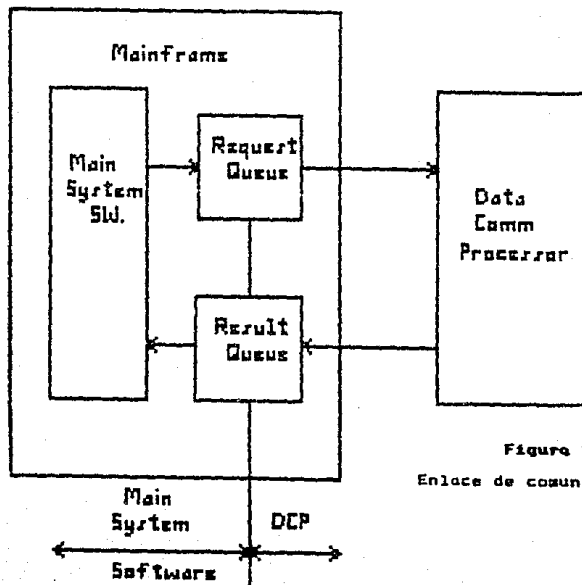 Mainframe
Main
System
SW.
Request
Queue
Result
Queue
Data
Comm
Processor
Figura
Enlace de comun
Main
System
DCP
Software